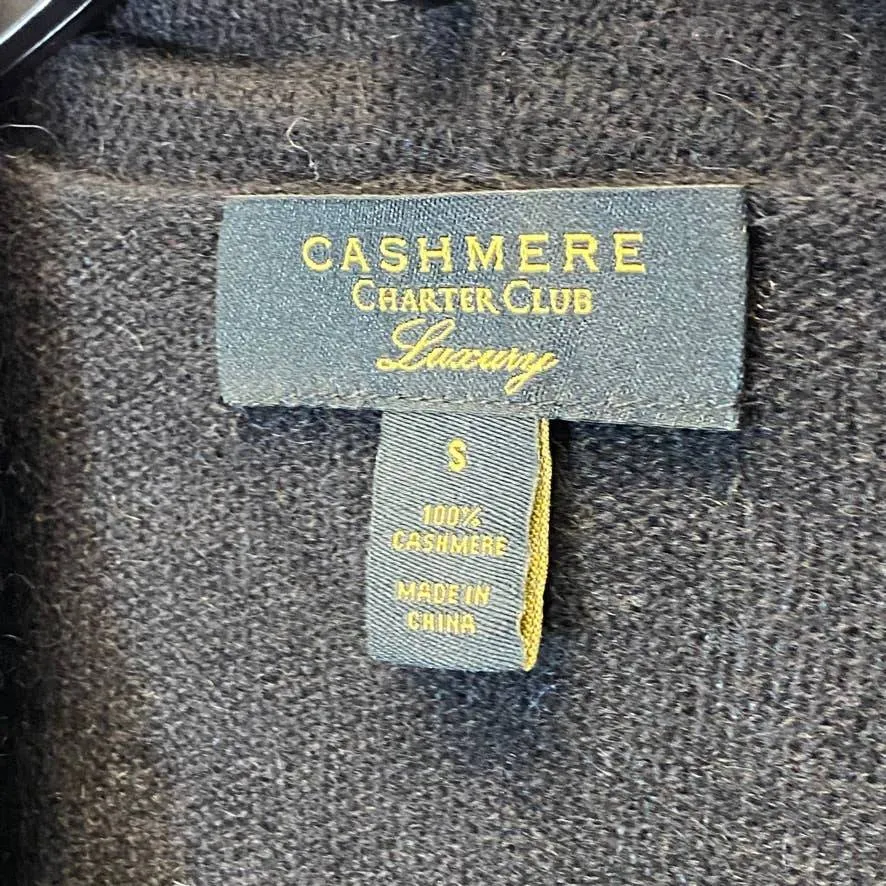 CASHMERE
CHARTER CLUB
Luxury
S
100%
CASHMERE
MADE IN
CHINA